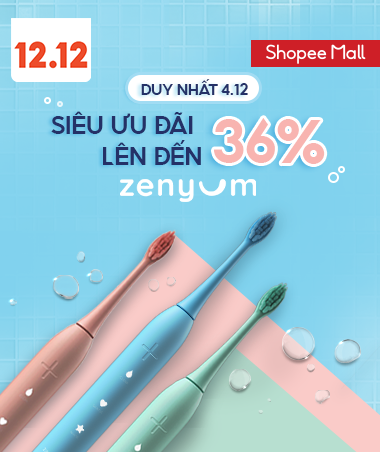 12.12
Shopee Mall
DUY NHẤT 4.12
SIÊU ƯU ĐÃI
LÊN ĐẾN 36%
zenyum